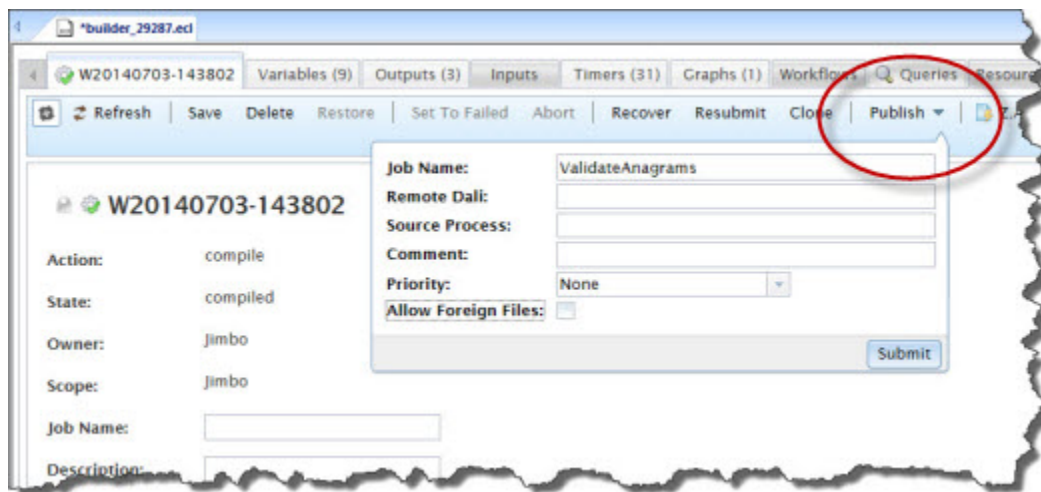 *builder_29287.ecl
W20140703-143802 Variables (9) Outputs (3) Inputs Timers (31) Graphs (1) Workflows Queries
Refresh Save Delete Restore Set To Failed Abort Recover Resubmit Clone Publish
Job Name: ValidateAnagrams
Remote Dali:
Source Process:
Comment:
Priority: None
Allow Foreign Files:
Submit
W20140703-143802
Action: compile
State: compiled
Owner: Jimbo
Scope: Jimbo
Job Name:
Description: